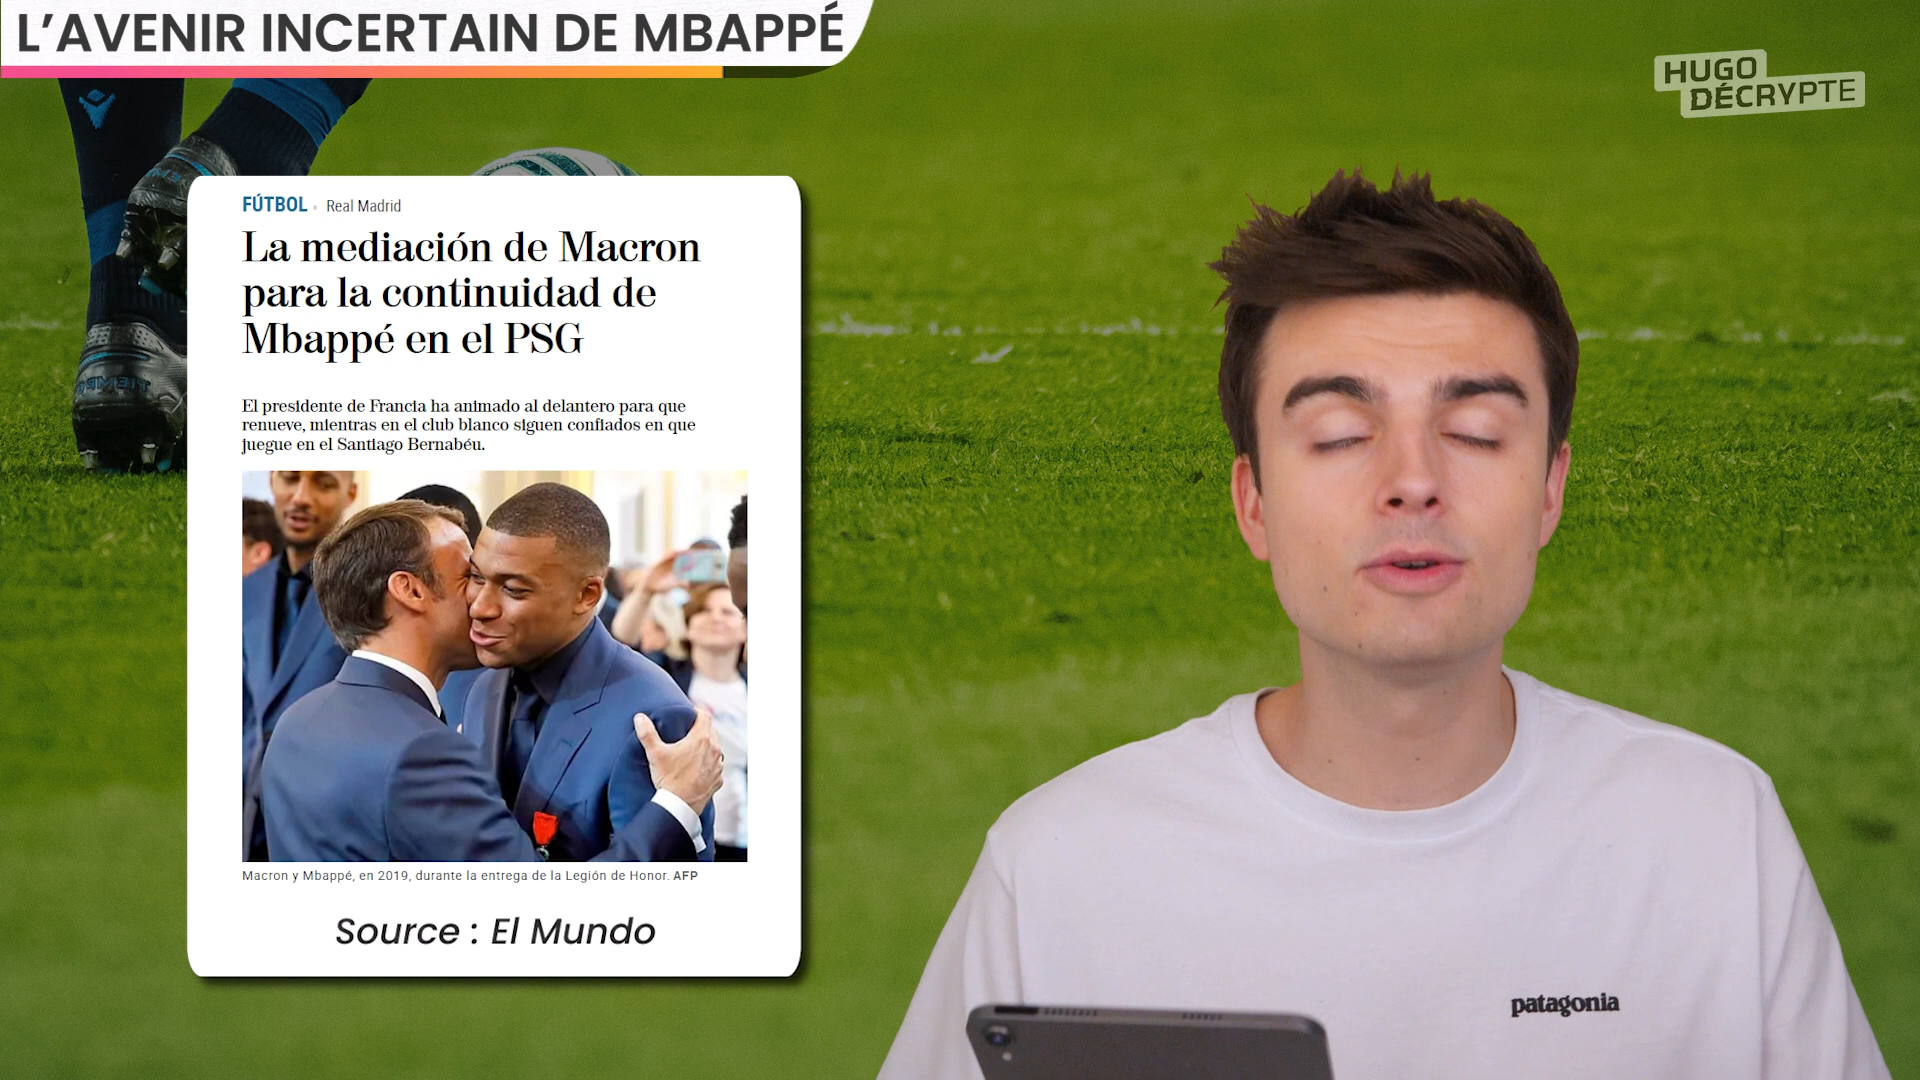 L’AVENIR INCERTAIN DE MBAPPÉ
HUGO
DÉCRYPTE
FÚTBOL • Real Madrid
La mediación de Macron
para la continuidad de
Mbappé en el PSG
El presidente de Francia ha animado al delantero para que
renueve, mientras en el club blanco siguen confiados en que
juegue en el Santiago Bernabéu.
Macron y Mbappé, en 2019, durante la entrega de la Legión de Honor. AFP
Source : El Mundo
patagonia
TIEMPO